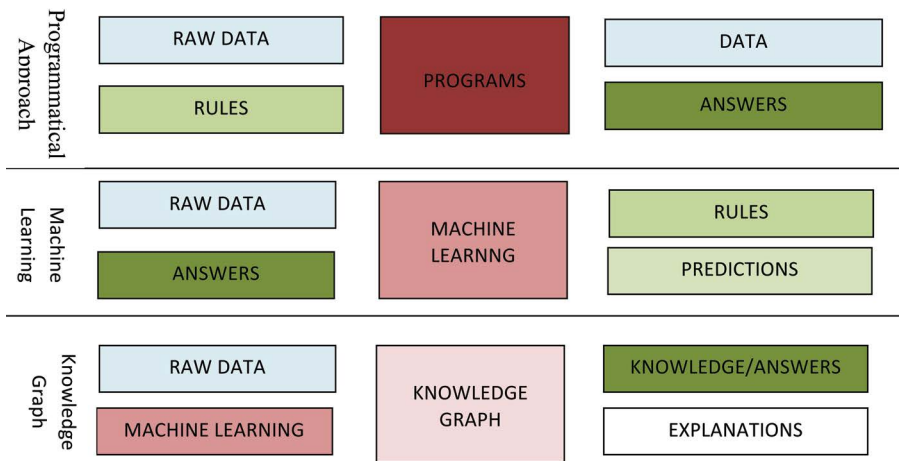 Programmatical
Approach
RAW DATA
RULES
PROGRAMS
DATA
ANSWERS
Machine
Learning
RAW DATA
ANSWERS
MACHINE
LEARNNG
RULES
PREDICTIONS
Knowledge
Graph
RAW DATA
MACHINE LEARNING
KNOWLEDGE
GRAPH
KNOWLEDGE/ANSWERS
EXPLANATIONS